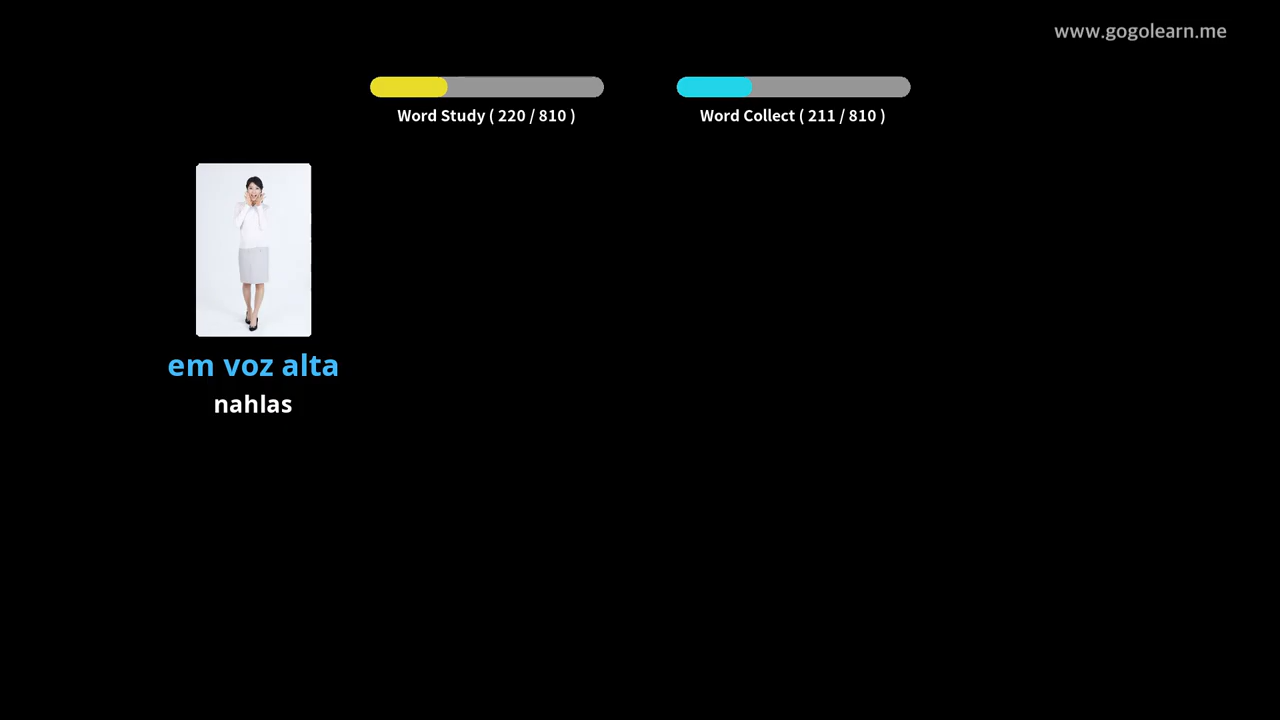 www.gogolearn.me
Word Study ( 220 / 810 )
Word Collect ( 211 / 810 )
em voz alta
nahlas